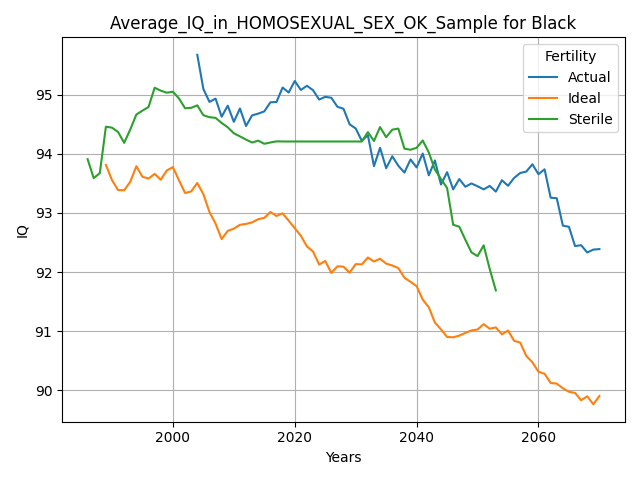 Average_IQ_in_HOMOSEXUAL_SEX_OK_Sample for Black
Fertility
Actual
Ideal
Sterile
IQ
95
94
93
92
91
90
2000
2020
2040
2060
Years